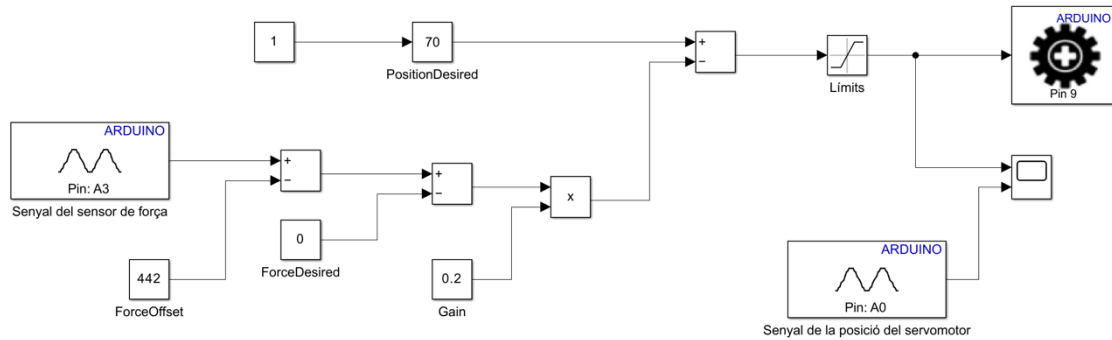 ARDUINO
1
70
PositionDesired
+
−
Límits
Pin 9
ARDUINO
Pin: A3
Senyal del sensor de força
+
−
+
−
x
0
ForceDesired
442
ForceOffset
0.2
Gain
ARDUINO
Pin: A0
Senyal de la posició del servomotor